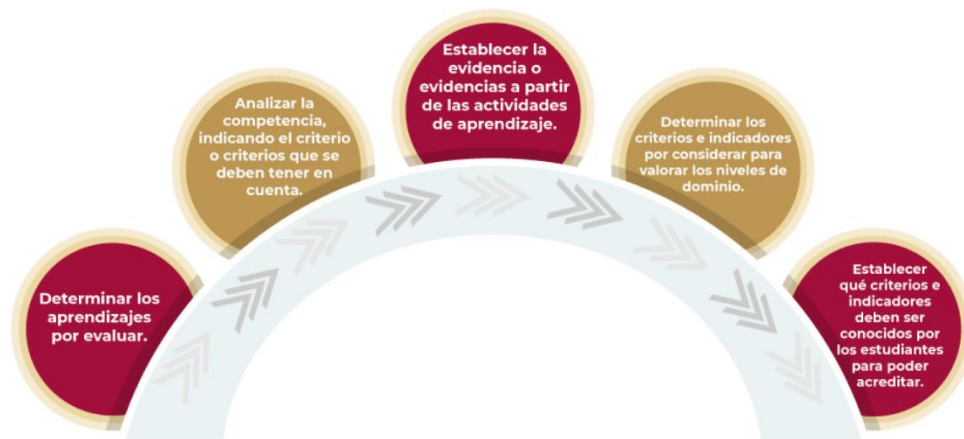 Determinar los
aprendizajes
por evaluar.
Analizar la
competencia,
indicando el criterio
o criterios que se
deben tener en
cuenta.
Establecer la
evidencia o
evidencias a partir
de las actividades
de aprendizaje.
Determinar los
criterios e indicadores
por considerar para
valorar los niveles de
dominio.
Establecer
qué criterios e
indicadores
deben ser
conocidos por
los estudiantes
para poder
acreditar.